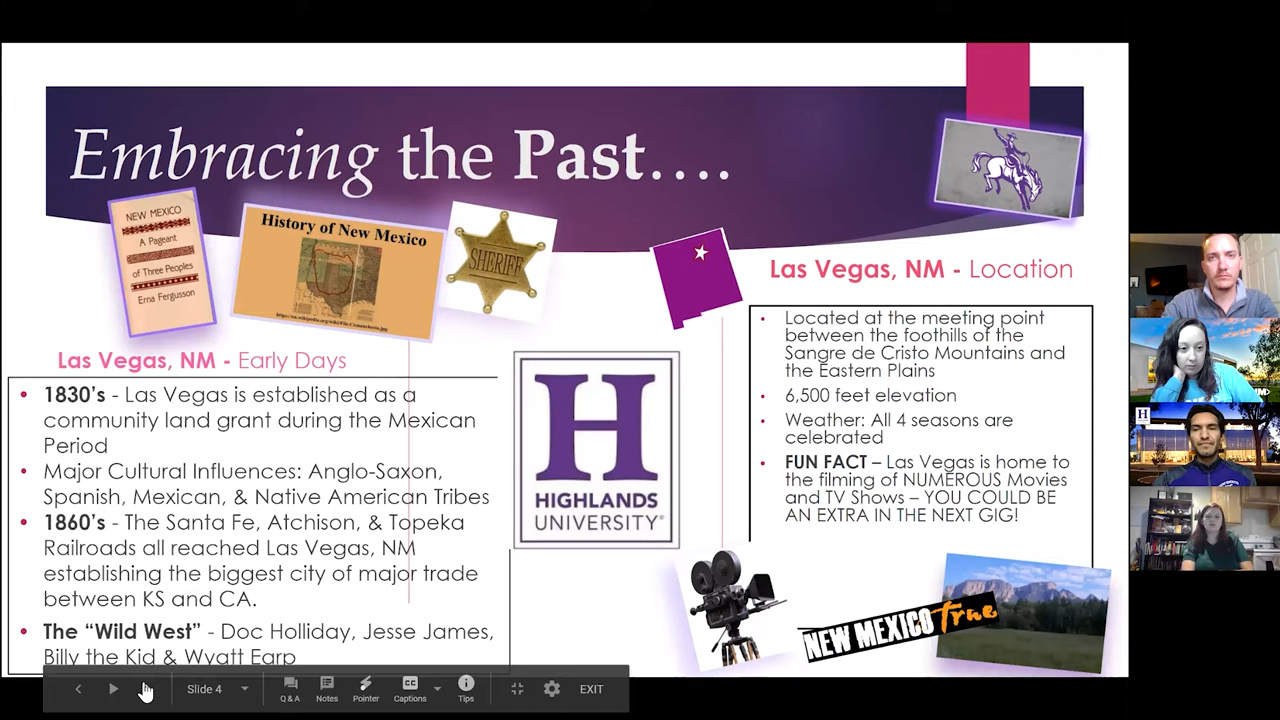 Embracing the Past….
NEW MEXICO
A Pageant
of Three Peoples
Erna Fergusson
History of New Mexico
SHERIFF
Las Vegas, NM - Early Days
• 1830’s - Las Vegas is established as a
community land grant during the Mexican
Period
• Major Cultural Influences: Anglo-Saxon,
Spanish, Mexican, & Native American Tribes
• 1860’s - The Santa Fe, Atchison, & Topeka
Railroads all reached Las Vegas, NM
establishing the biggest city of major trade
between KS and CA.
• The “Wild West” - Doc Holliday, Jesse James,
Billy the Kid & Wyatt Earp
H
HIGHLANDS
UNIVERSITY®
Las Vegas, NM - Location
• Located at the meeting point
between the foothills of the
Sangre de Cristo Mountains and
the Eastern Plains
• 6,500 feet elevation
• Weather: All 4 seasons are
celebrated
• FUN FACT – Las Vegas is home to
the filming of NUMEROUS Movies
and TV Shows – YOU COULD BE
AN EXTRA IN THE NEXT GIG!
NEW MEXICO True
Slide 4
Q & A
Notes
Pointer
CC
Captions
Tips
EXIT
H